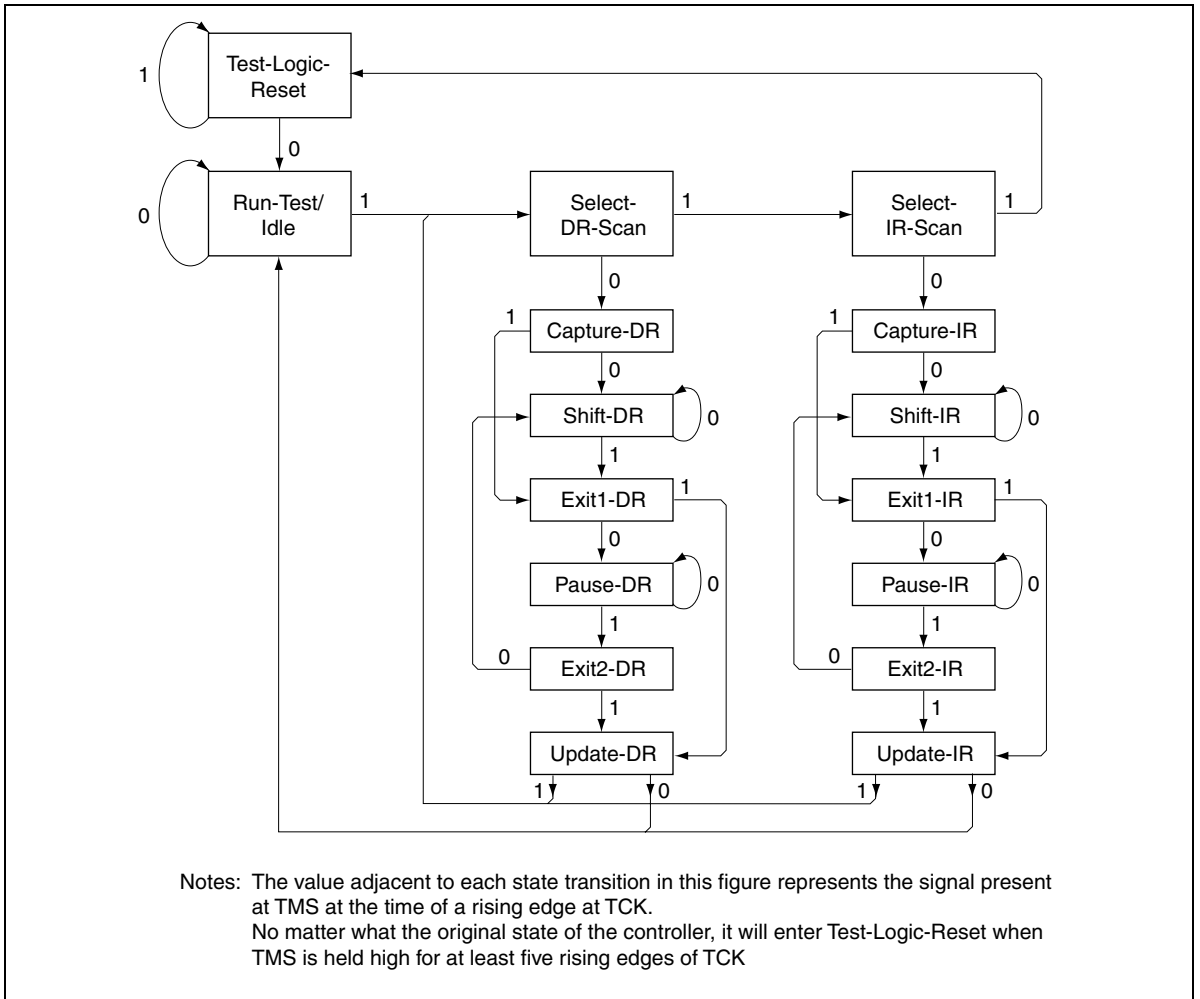 Test-Logic-
Reset
1
0
Run-Test/
Idle
0
1
Select-
DR-Scan
1
Select-
IR-Scan
1
0
0
1
Capture-DR
1
Capture-IR
0
0
Shift-DR
0
Shift-IR
0
1
1
Exit1-DR
1
Exit1-IR
1
0
0
Pause-DR
0
Pause-IR
0
1
1
0
Exit2-DR
0
Exit2-IR
1
1
Update-DR
Update-IR
1
0
1
0
Notes: The value adjacent to each state transition in this figure represents the signal present
at TMS at the time of a rising edge at TCK.
No matter what the original state of the controller, it will enter Test-Logic-Reset when
TMS is held high for at least five rising edges of TCK